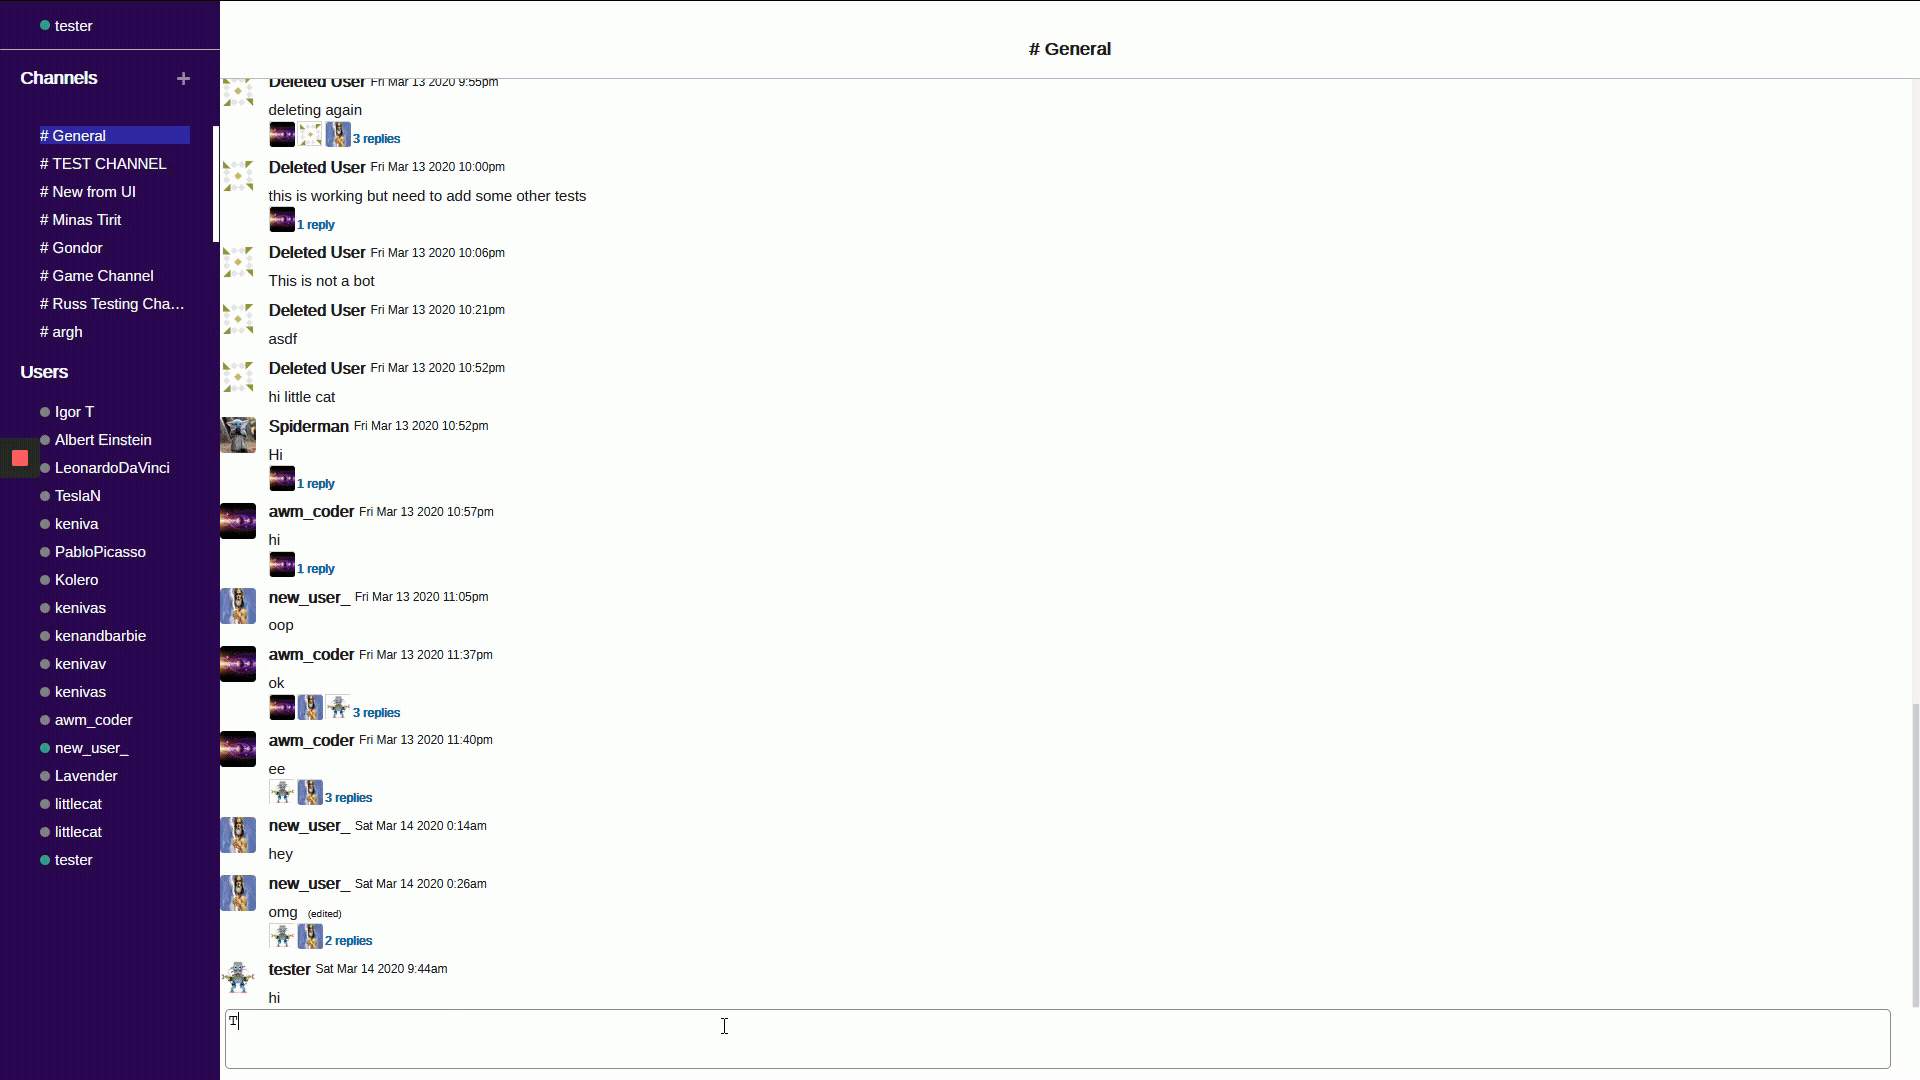 tester
Channels +
# General
# TEST CHANNEL
# New from UI
# Minas Tirit
# Gondor
# Game Channel
# Russ Testing Cha...
# argh
Users
Igor T
Albert Einstein
LeonardoDaVinci
TeslaN
keniva
PabloPicasso
Kolero
kenivas
kenandbarbie
kenivav
kenivas
awm_coder
new_user_
Lavender
littlecat
littlecat
tester
# General
Deleted User Fri Mar 13 2020 9:55pm
deleting again
3 replies
Deleted User Fri Mar 13 2020 10:00pm
this is working but need to add some other tests
1 reply
Deleted User Fri Mar 13 2020 10:06pm
This is not a bot
Deleted User Fri Mar 13 2020 10:21pm
asdf
Deleted User Fri Mar 13 2020 10:52pm
hi little cat
Spiderman Fri Mar 13 2020 10:52pm
Hi
1 reply
awm_coder Fri Mar 13 2020 10:57pm
hi
1 reply
new_user_ Fri Mar 13 2020 11:05pm
oop
awm_coder Fri Mar 13 2020 11:37pm
ok
3 replies
awm_coder Fri Mar 13 2020 11:40pm
ee
3 replies
new_user_ Sat Mar 14 2020 0:14am
hey
new_user_ Sat Mar 14 2020 0:26am
omg (edited)
2 replies
tester Sat Mar 14 2020 9:44am
hi
T